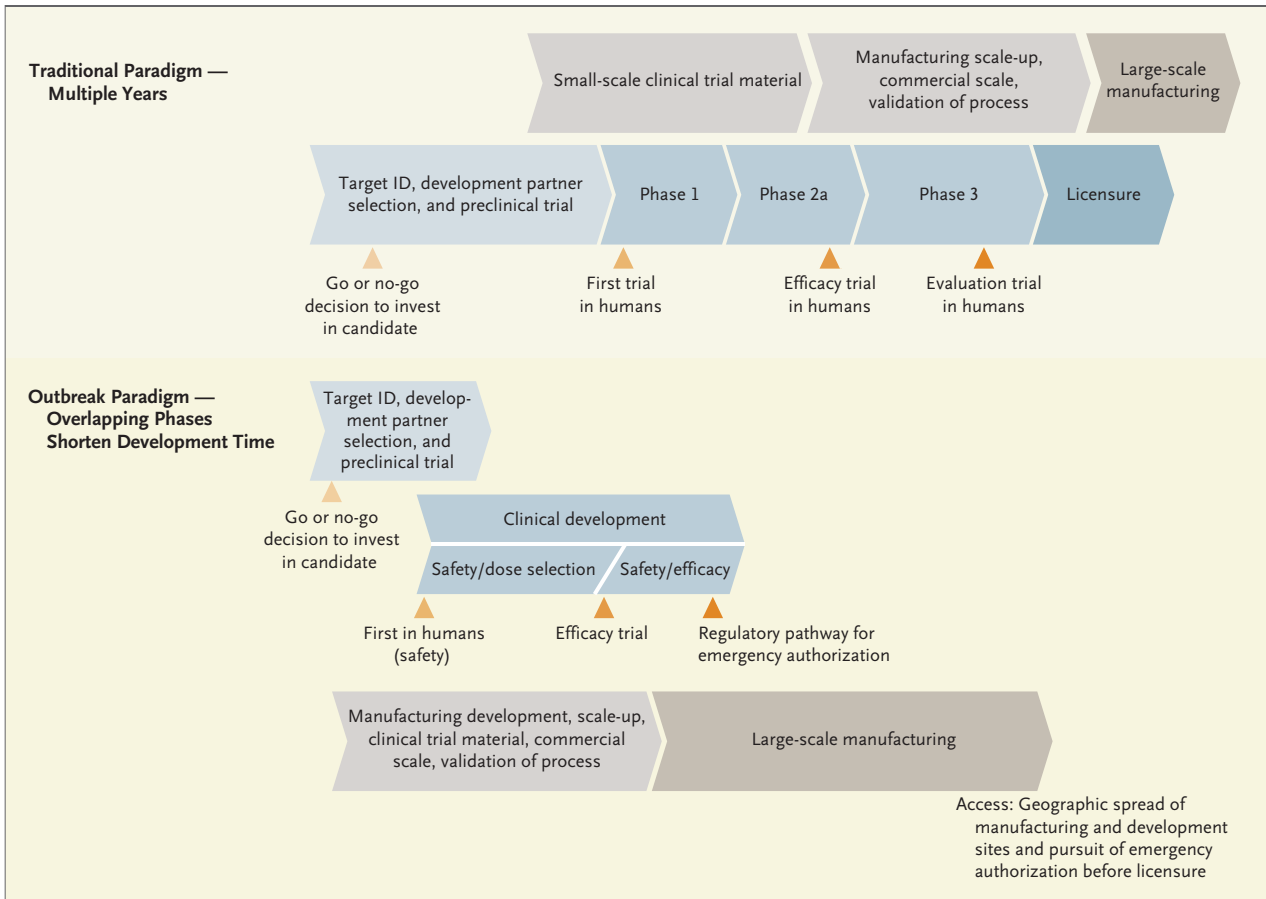 Traditional Paradigm —
Multiple Years
Small-scale clinical trial material
Manufacturing scale-up,
commercial scale,
validation of process
Large-scale
manufacturing
Target ID, development partner
selection, and preclinical trial
Phase 1
Phase 2a
Phase 3
Licensure
Go or no-go
decision to invest
in candidate
First trial
in humans
Efficacy trial
in humans
Evaluation trial
in humans
Outbreak Paradigm —
Overlapping Phases
Shorten Development Time
Target ID, develop-
ment partner
selection, and
preclinical trial
Go or no-go
decision to invest
in candidate
Clinical development
Safety/dose selection
Safety/efficacy
First in humans
(safety)
Efficacy trial
Regulatory pathway for
emergency authorization
Manufacturing development, scale-up,
clinical trial material, commercial
scale, validation of process
Large-scale manufacturing
Access: Geographic spread of
manufacturing and development
sites and pursuit of emergency
authorization before licensure